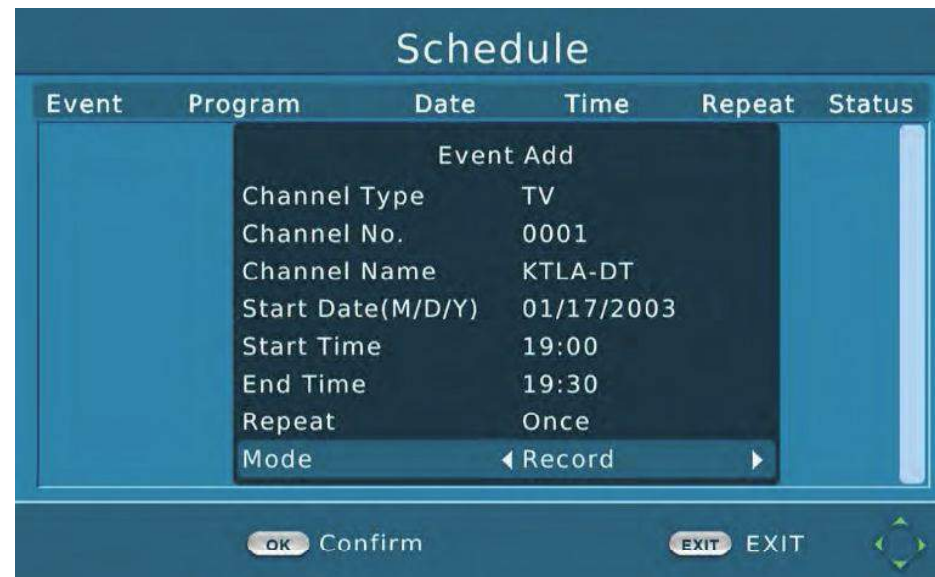 Schedule
Event Program Date Time Repeat Status
Event Add
Channel Type TV
Channel No. 0001
Channel Name KTLA-DT
Start Date(M/D/Y) 01/17/2003
Start Time 19:00
End Time 19:30
Repeat Once
Mode Record
OK Confirm EXIT EXIT